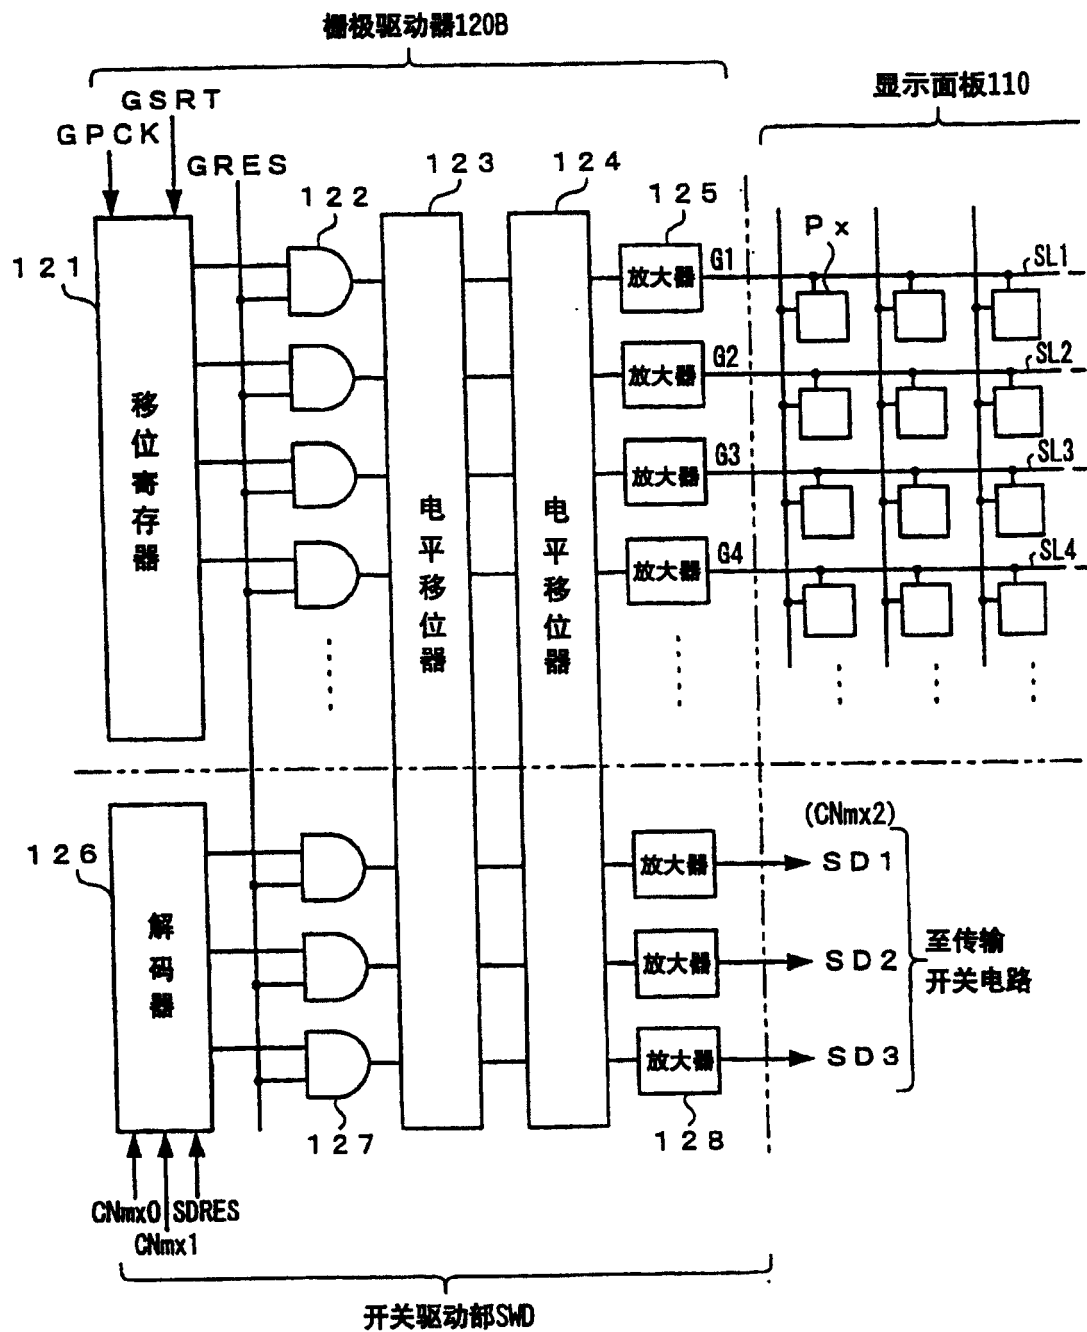 栅极驱动器120B
显示面板110
GSRT
GPCK
GRES
123
124
122
125
Px
121
放大器
G1
SL1
放大器
G2
SL2
移位寄存器
放大器
G3
SL3
电平移位器
电平移位器
放大器
G4
SL4
(CNmx2)
126
放大器
SD1
解码器
放大器
SD2
至传输
开关电路
放大器
SD3
127
128
CNmx0
SDRES
CNmx1
开关驱动部SWD